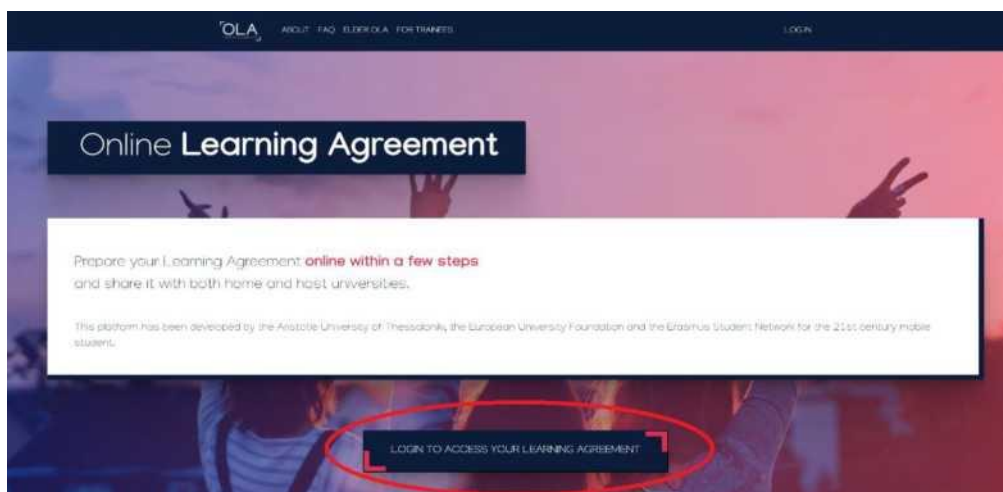 OLA ABOUT FAQ ELDER OLA FOR TRAINEES LOGIN
Online Learning Agreement
Prepare your Learning Agreement online within a few steps
and share it with both home and host universities.
This platform has been developed by the Aristotle University of Thessaloniki, the European University Foundation and the Erasmus Student Network for the 21st century mobile
student.
LOGIN TO ACCESS YOUR LEARNING AGREEMENT